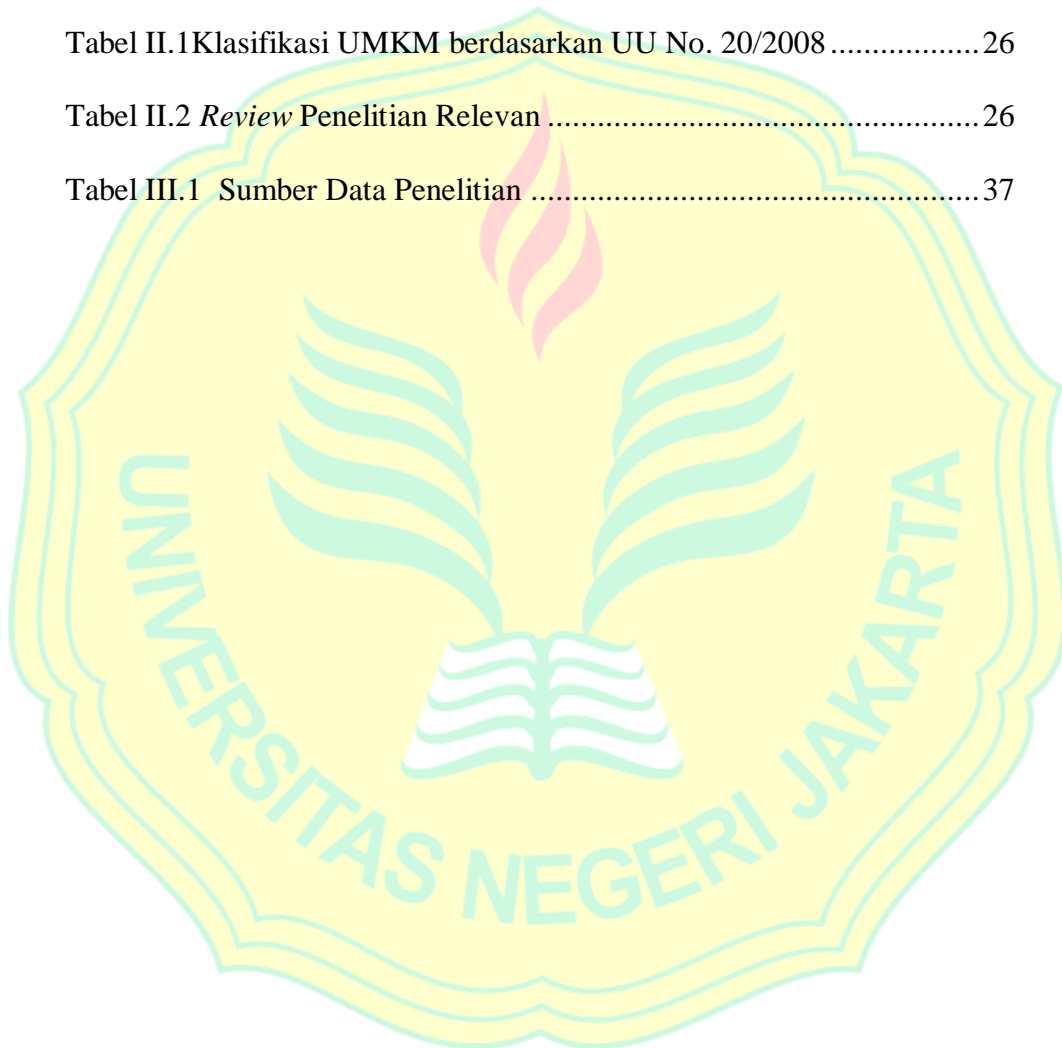 Tabel II.1Klasifikasi UMKM berdasarkan UU No. 20/2008 ................. 26
Tabel II.2 Review Penelitian Relevan ................................................. 26
Tabel III.1  Sumber Data Penelitian ................................................... 37
UNIVERSITAS NEGERI JAKARTA